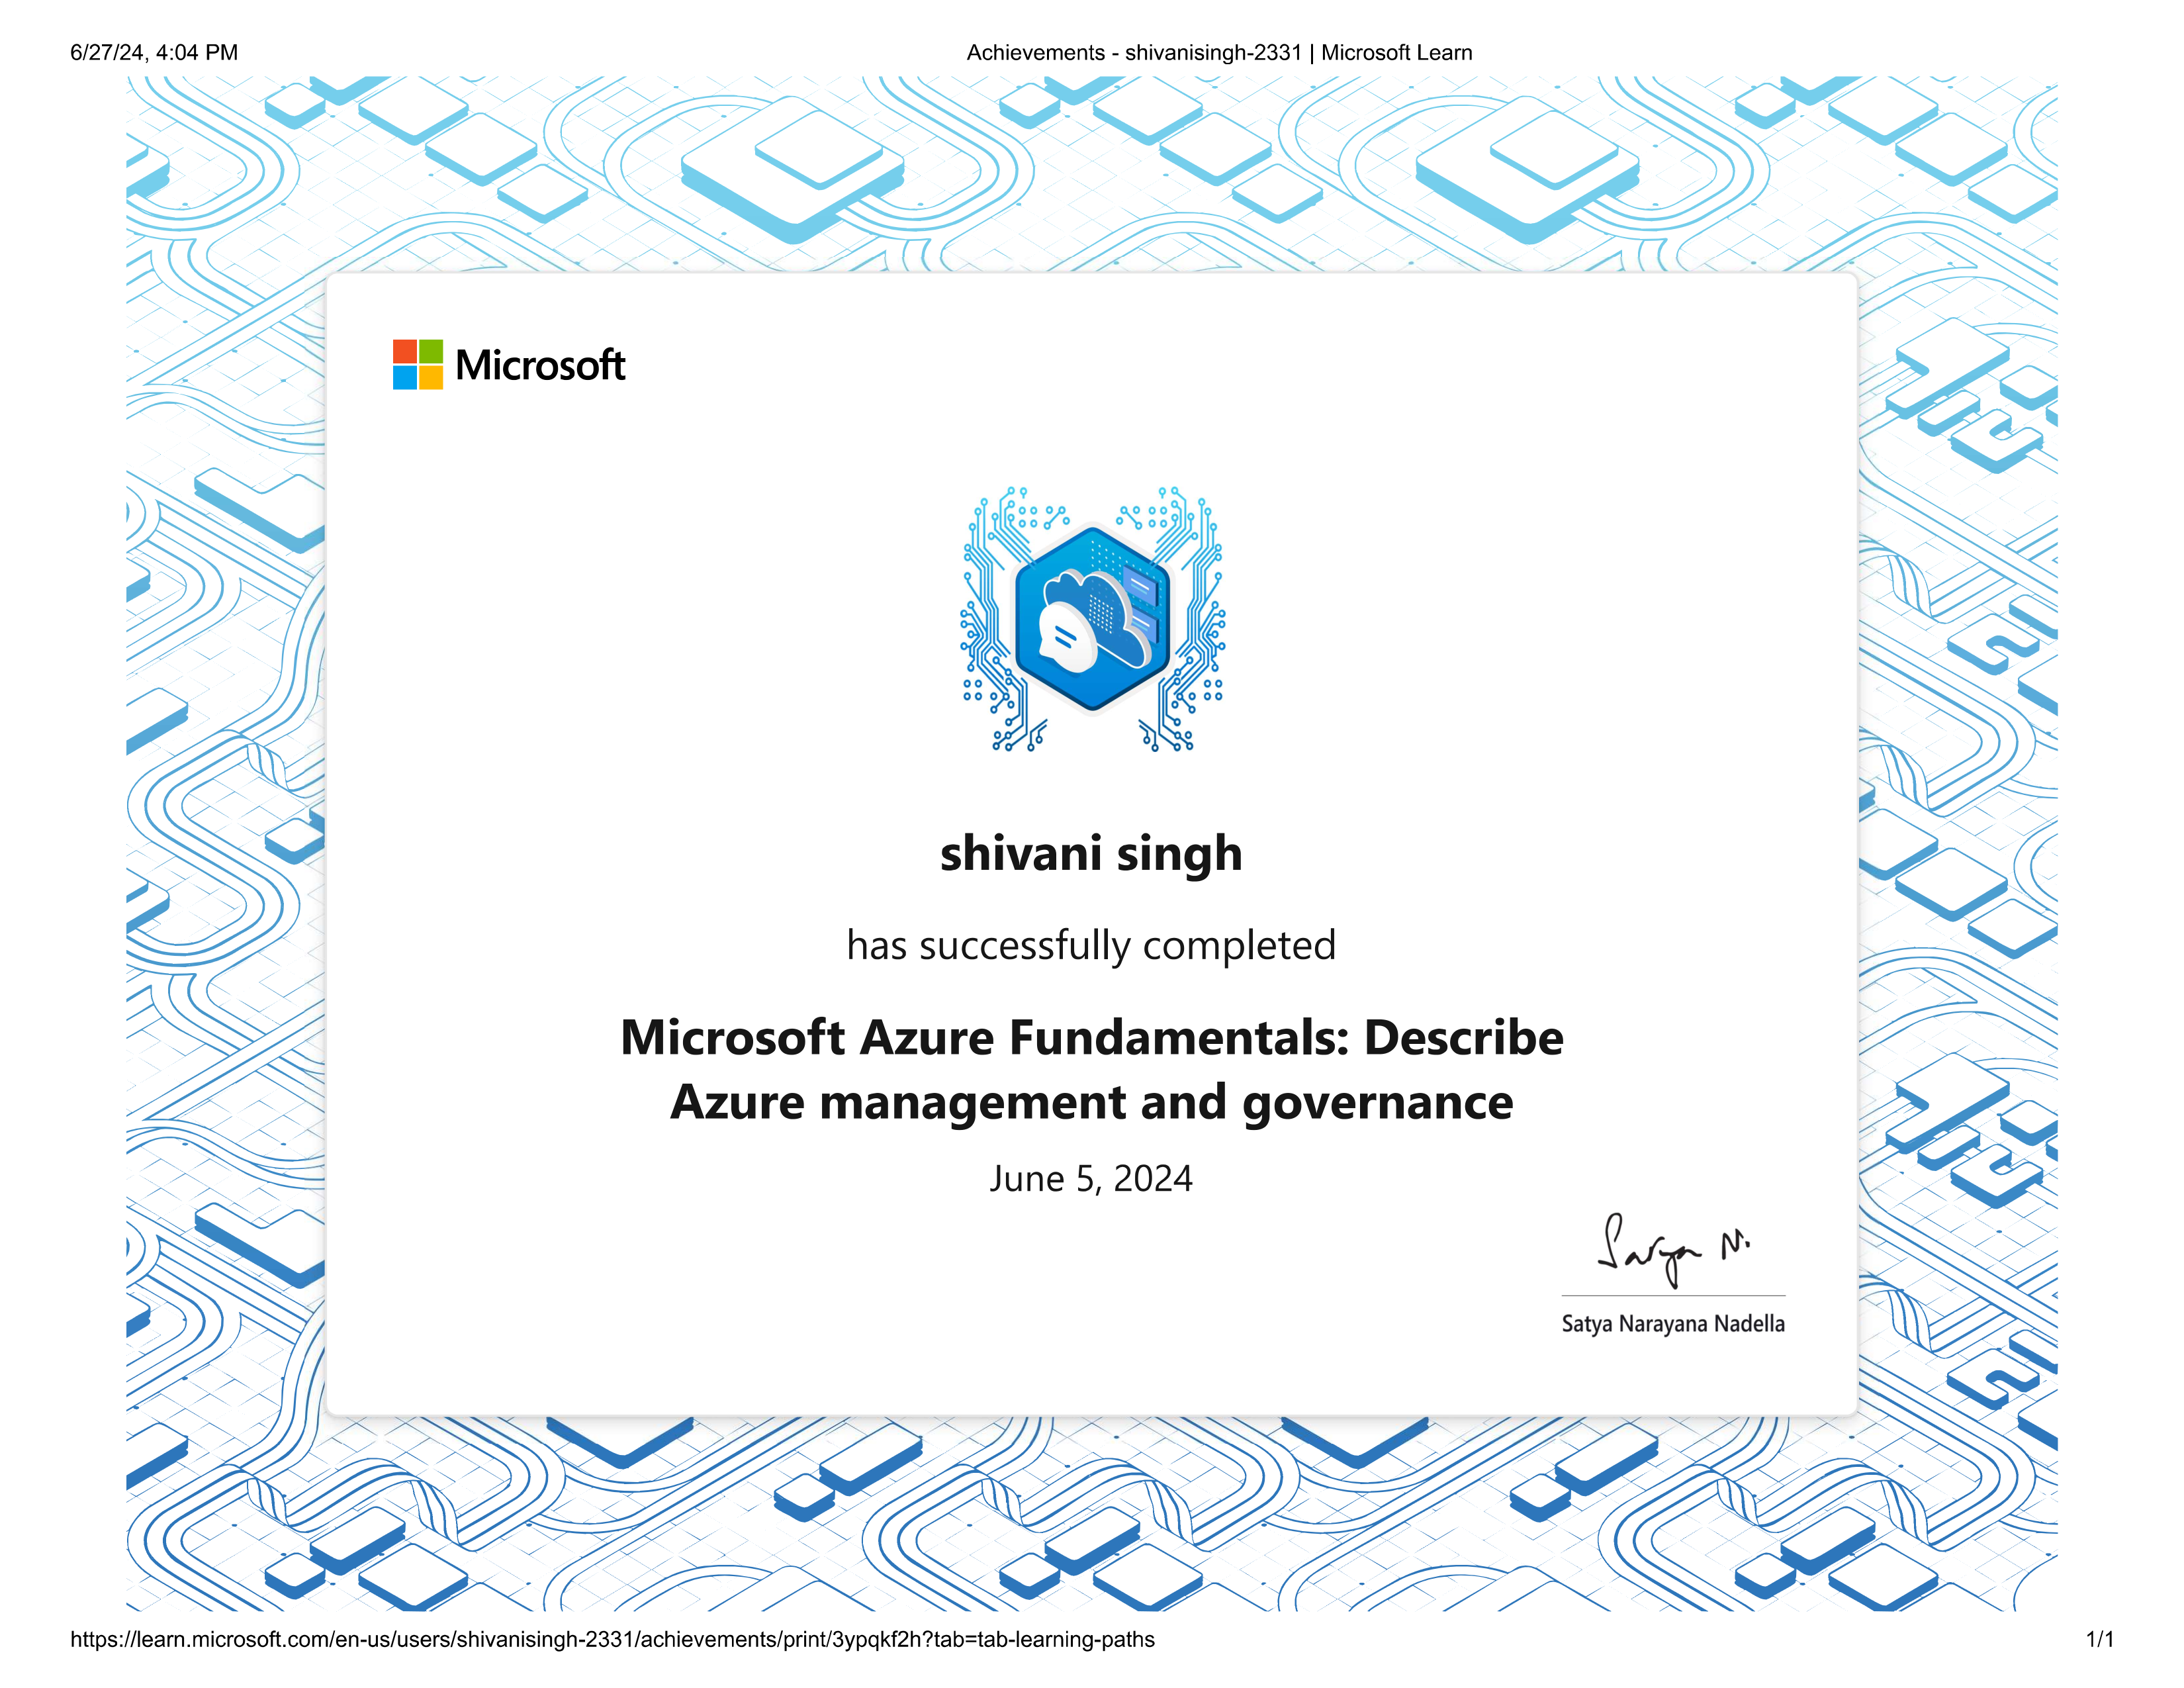 6/27/24, 4:04 PM
Achievements - shivanisingh-2331 | Microsoft Learn
Microsoft
shivani singh
has successfully completed
Microsoft Azure Fundamentals: Describe
Azure management and governance
June 5, 2024
Satya N.
Satya Narayana Nadella
https://learn.microsoft.com/en-us/users/shivanisingh-2331/achievements/print/3ypqkf2h?tab=tab-learning-paths
1/1